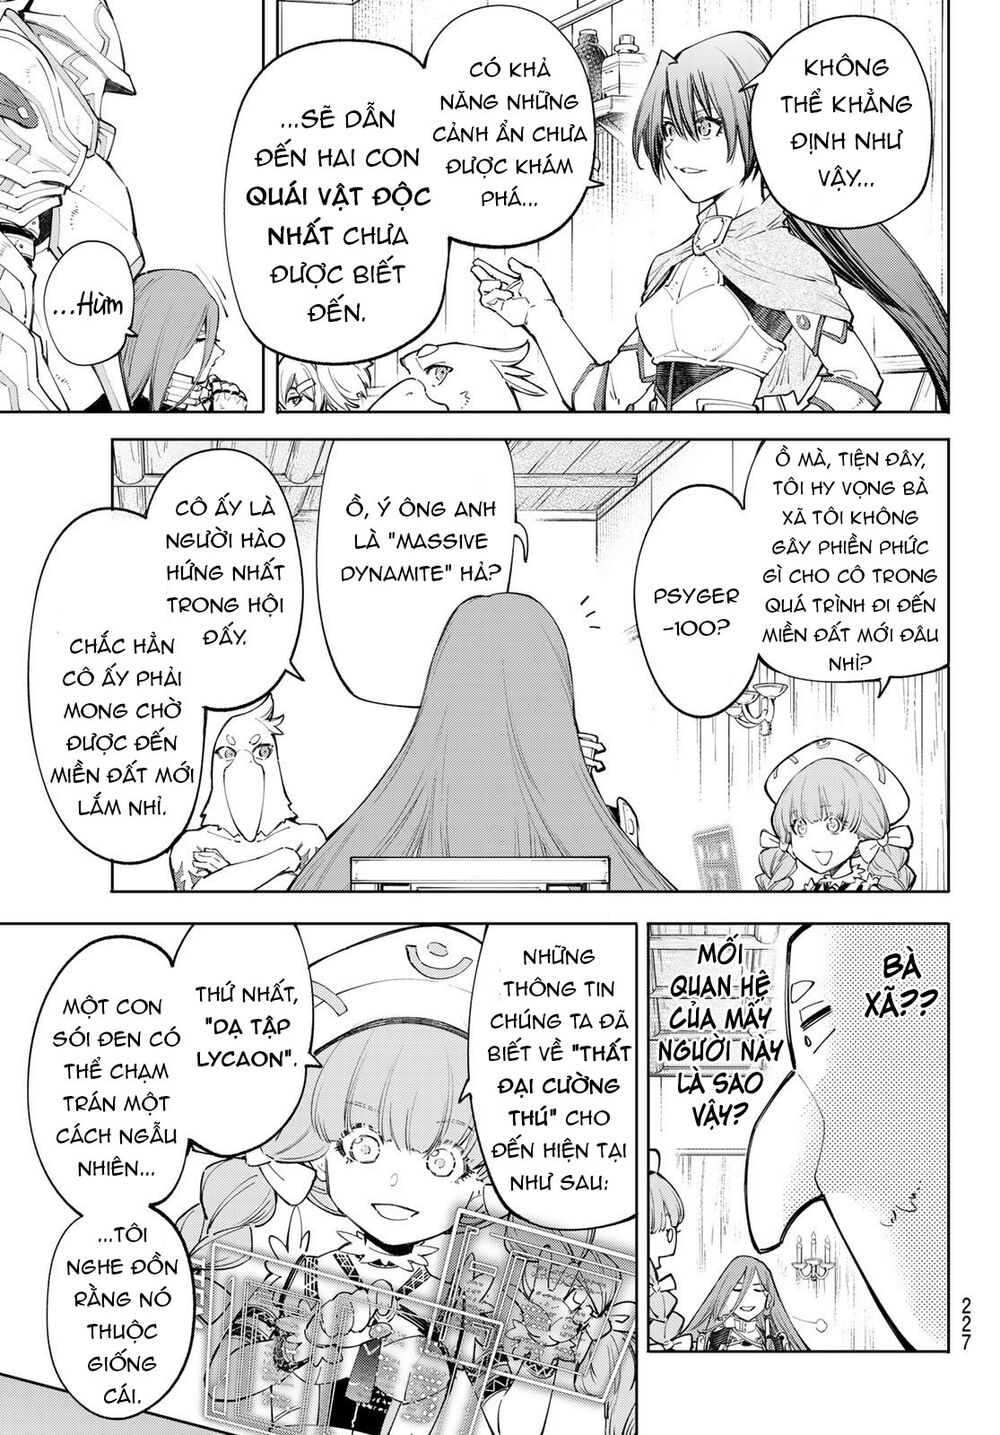 KHÔNG
THỂ KHẲNG
ĐỊNH NHƯ
VẬY...
CÓ KHẢ
NĂNG NHỮNG
CẢNH ẨN CHƯA
ĐƯỢC KHÁM
PHÁ...
...SẼ DẪN
ĐẾN HAI CON
QUÁI VẬT ĐỘC
NHẤT CHƯA
ĐƯỢC BIẾT
ĐẾN.
...HỪM
Ồ MÀ, TIỆN ĐÂY,
TÔI HY VỌNG BÀ
XÃ TÔI KHÔNG
GÂY PHIỀN PHỨC
GÌ CHO CÔ TRONG
QUÁ TRÌNH ĐI ĐẾN
MIỀN ĐẤT MỚI ĐÂU
NHỈ?
PSYGER
-100?
Ồ, Ý ÔNG ANH
LÀ "MASSIVE
DYNAMITE" HẢ?
CÔ ẤY LÀ
NGƯỜI HÀO
HỨNG NHẤT
TRONG HỘI
ĐẤY.
CHẮC HẲN
CÔ ẤY PHẢI
MONG CHỜ
ĐƯỢC ĐẾN
MIỀN ĐẤT MỚI
LẮM NHỈ.
BÀ
XÃ??
MỐI
QUAN HỆ
CỦA MẤY
NGƯỜI NÀY
LÀ SAO
VẬY?
NHỮNG
THÔNG TIN
CHÚNG TA ĐÃ
BIẾT VỀ "THẤT
ĐẠI CƯỜNG
THÚ" CHO
ĐẾN HIỆN TẠI
NHƯ SAU:
THỨ NHẤT,
"DẠ TẬP
LYCAON".
MỘT CON
SÓI ĐEN CÓ
THỂ CHẠM
TRÁN MỘT
CÁCH NGẪU
NHIÊN...
...TÔI
NGHE ĐỒN
RẰNG NÓ
THUỘC
GIỐNG
CÁI.
227